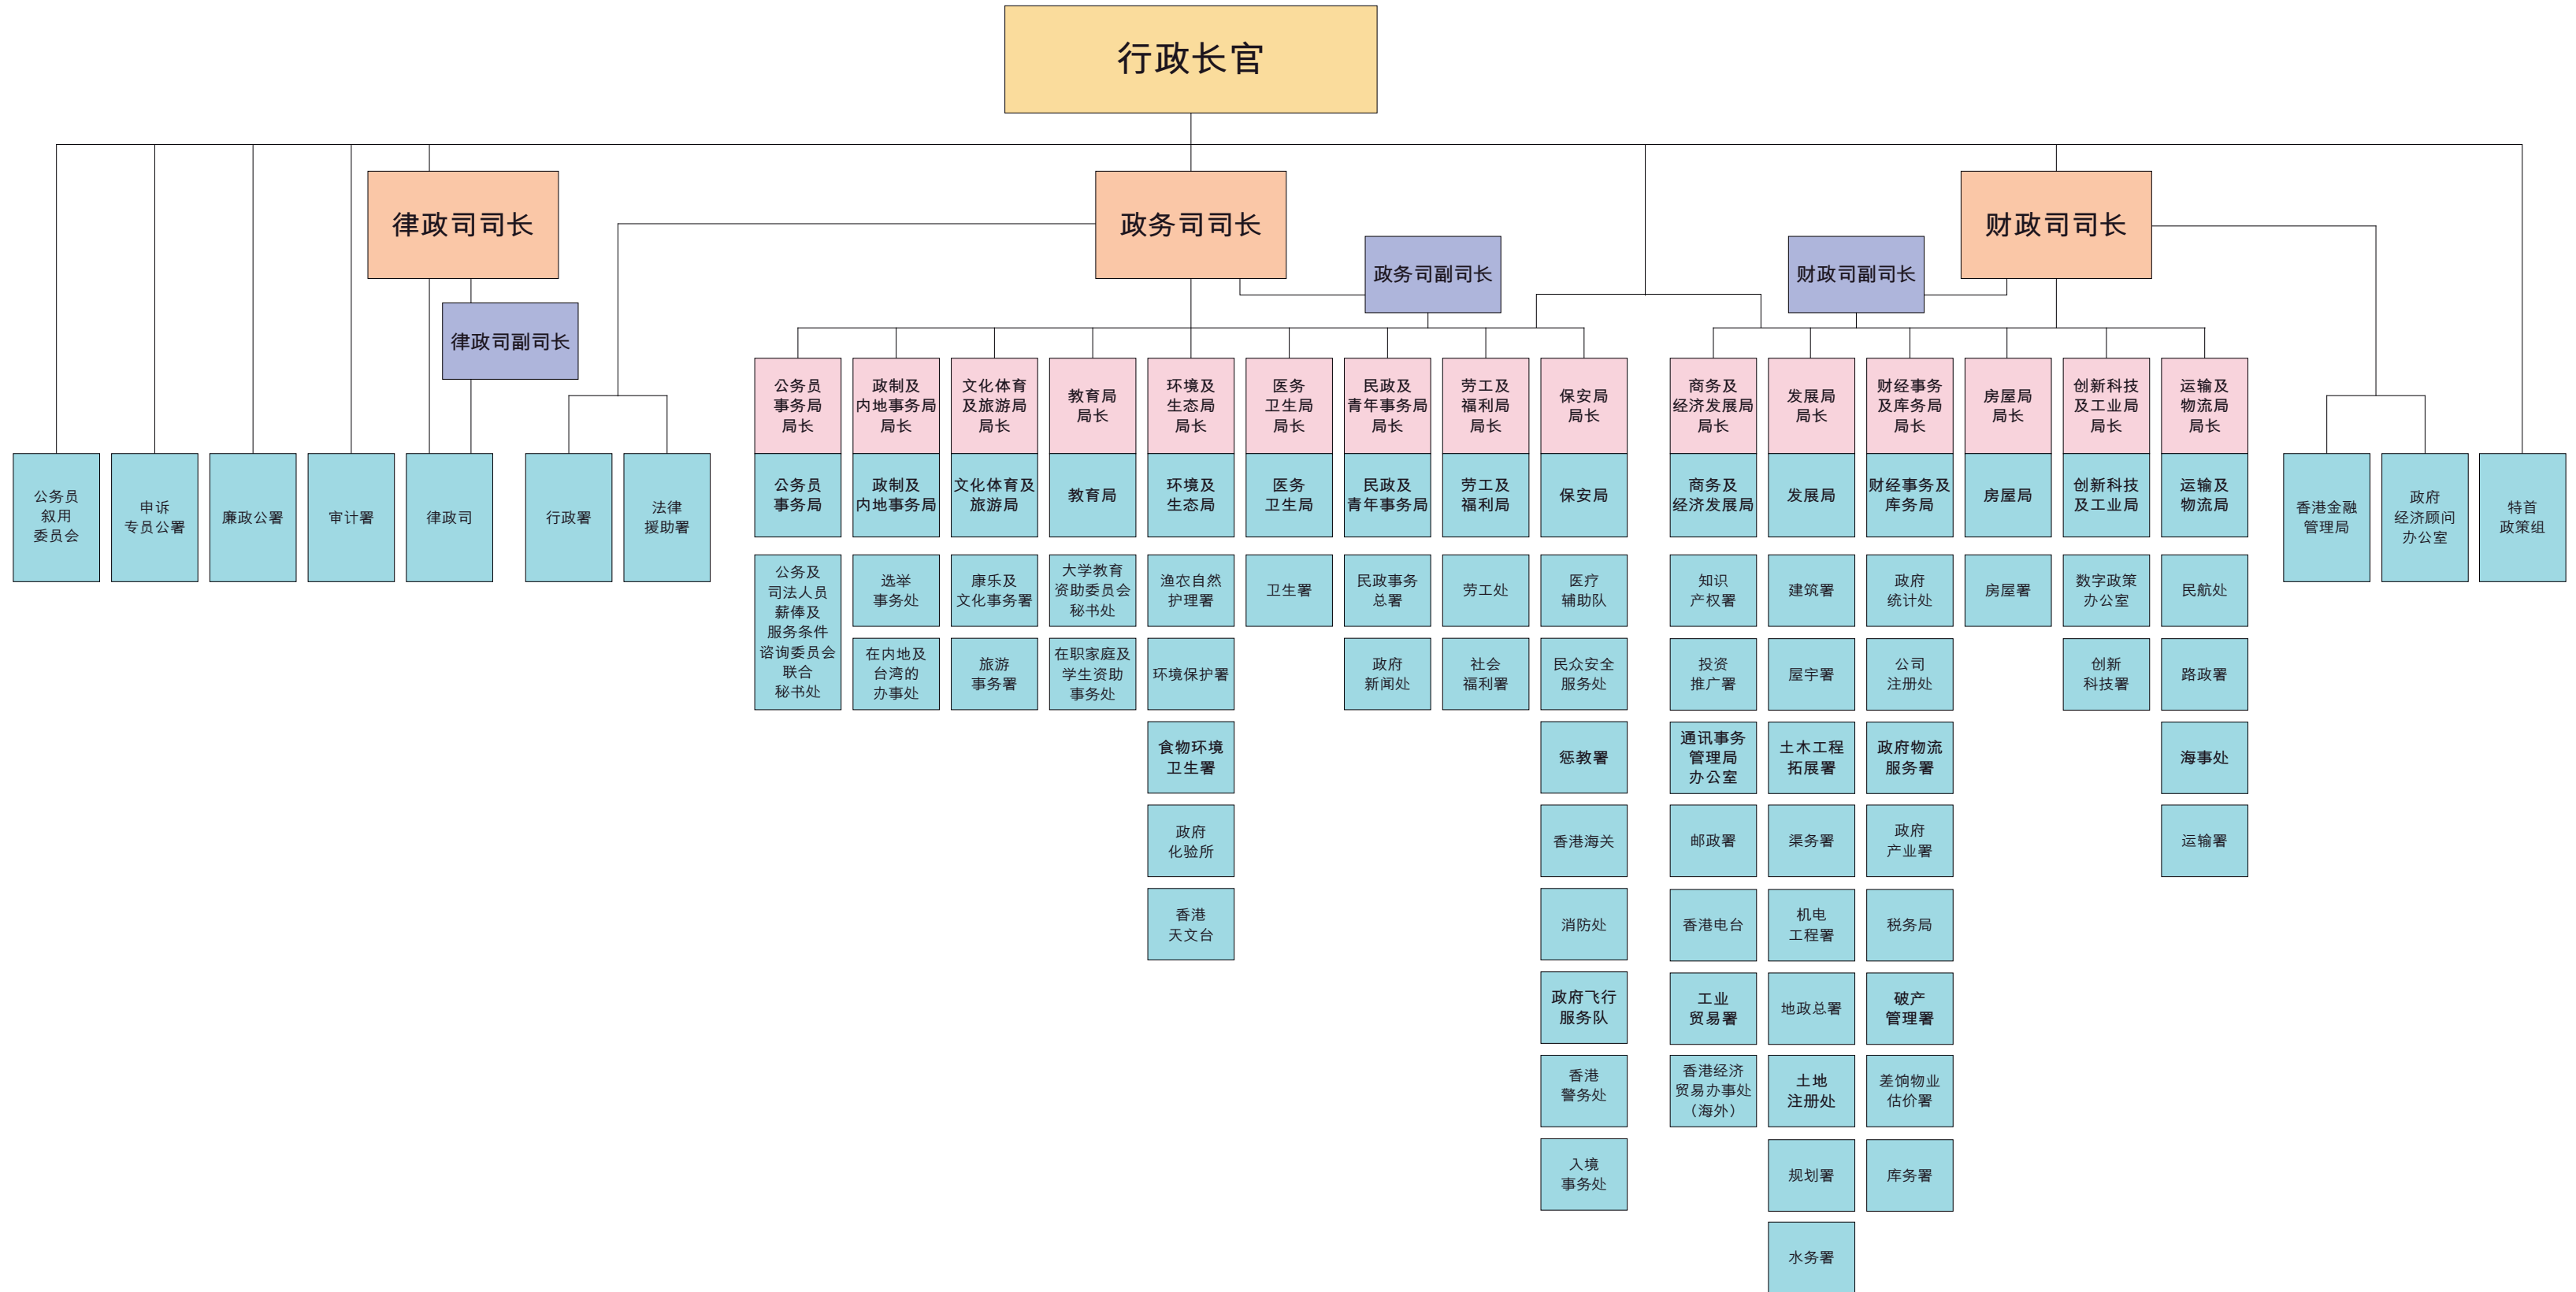 行政长官
律政司司长
政务司司长
财政司司长
政务司副司长
财政司副司长
律政司副司长
公务员
事务局
局长
政制及
内地事务局
局长
文化体育
及旅游局
局长
教育局
局长
环境及
生态局
局长
医务
卫生局
局长
民政及
青年事务局
局长
劳工及
福利局
局长
保安局
局长
商务及
经济发展局
局长
发展局
局长
财经事务
及库务局
局长
房屋局
局长
创新科技
及工业局
局长
运输及
物流局
局长
公务员
叙用
委员会
申诉
专员公署
廉政公署
审计署
律政司
行政署
法律
援助署
公务员
事务局
政制及
内地事务局
文化体育及
旅游局
教育局
环境及
生态局
医务
卫生局
民政及
青年事务局
劳工及
福利局
保安局
商务及
经济发展局
发展局
财经事务及
库务局
房屋局
创新科技
及工业局
运输及
物流局
香港金融
管理局
政府
经济顾问
办公室
特首
政策组
公务及
司法人员
薪俸及
服务条件
谘询委员会
联合
秘书处
选举
事务处
康乐及
文化事务署
大学教育
资助委员会
秘书处
渔农自然
护理署
卫生署
民政事务
总署
劳工处
医疗
辅助队
知识
产权署
建筑署
政府
统计处
房屋署
数字政策
办公室
民航处
在内地及
台湾的
办事处
旅游
事务署
在职家庭及
学生资助
事务处
环境保护署
政府
新闻处
社会
福利署
民众安全
服务处
投资
推广署
屋宇署
公司
注册处
创新
科技署
路政署
食物环境
卫生署
惩教署
通讯事务
管理局
办公室
土木工程
拓展署
政府物流
服务署
海事处
政府
化验所
香港海关
邮政署
渠务署
政府
产业署
运输署
香港
天文台
消防处
香港电台
机电
工程署
税务局
政府飞行
服务队
工业
贸易署
地政总署
破产
管理署
香港
警务处
香港经济
贸易办事处
（海外）
土地
注册处
差饷物业
估价署
入境
事务处
规划署
库务署
水务署